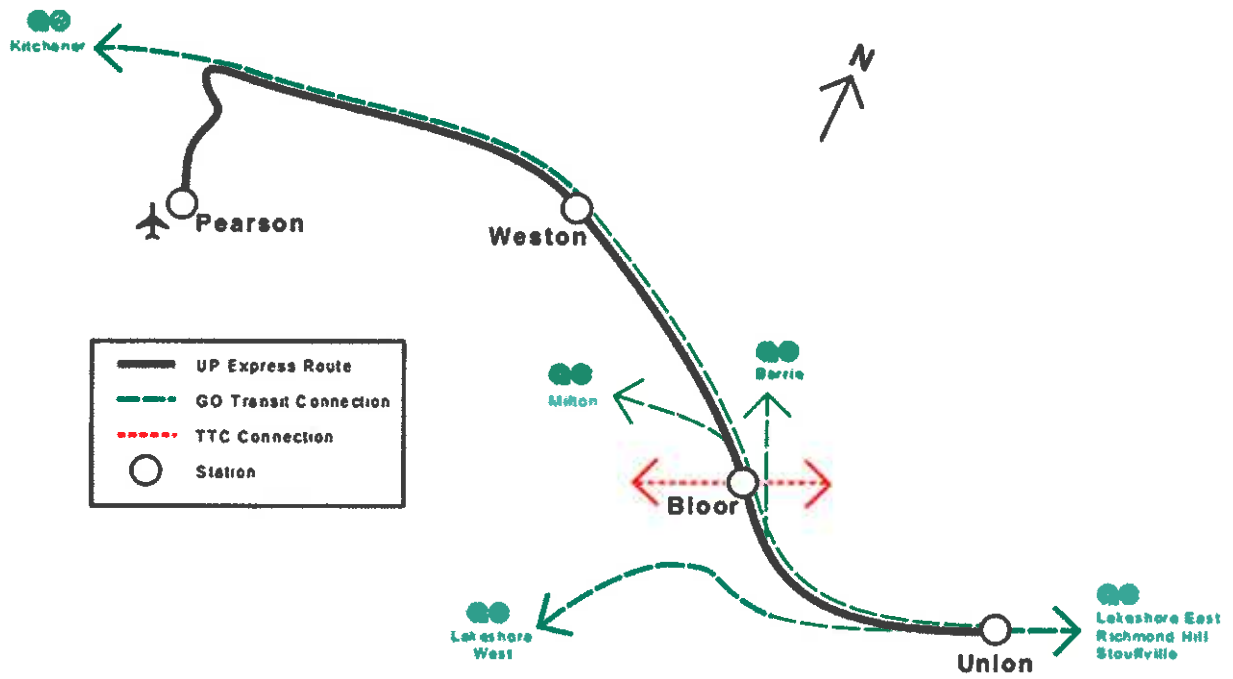 Kitchener
N
Pearson
Weston
UP Express Route
GO Transit Connection
TTC Connection
Station
Milton
Barrie
Bloor
Lakeshore
West
Lakeshore East
Richmond Hill
Stouffville
Union